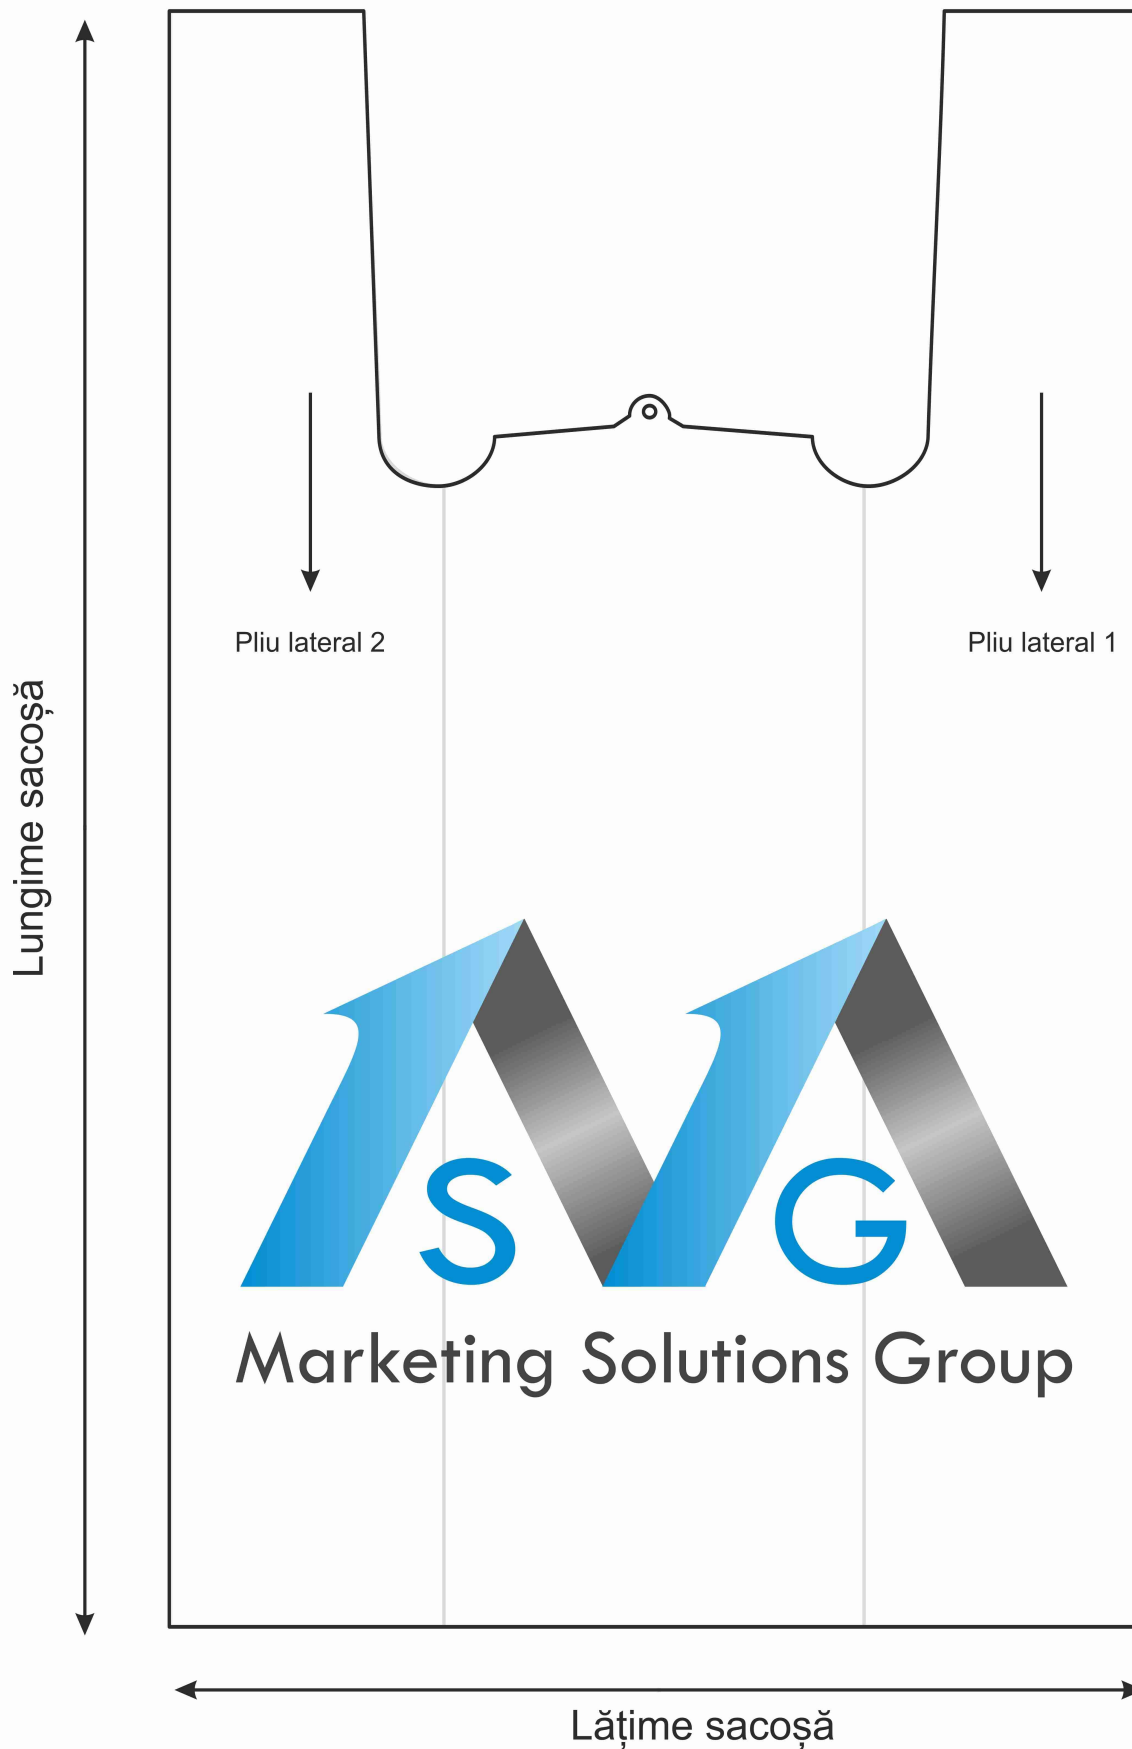 Pliu lateral 2
Pliu lateral 1
Lungime sacoșă
S G
Marketing Solutions Group
Lățime sacoșă